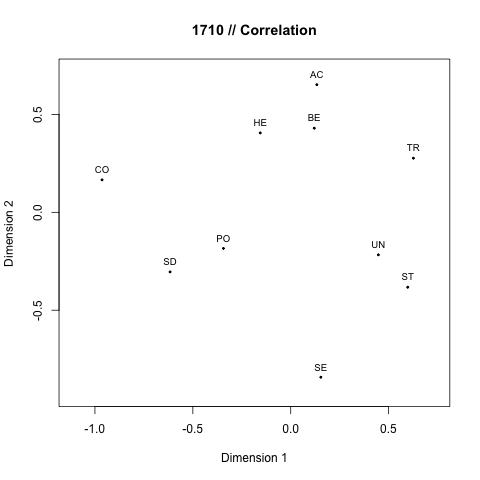 1710 // Correlation
AC
HE
BE
TR
CO
PO
UN
SD
ST
SE
Dimension 2
0.5
0.0
-0.5
-1.0
-0.5
0.0
0.5
Dimension 1